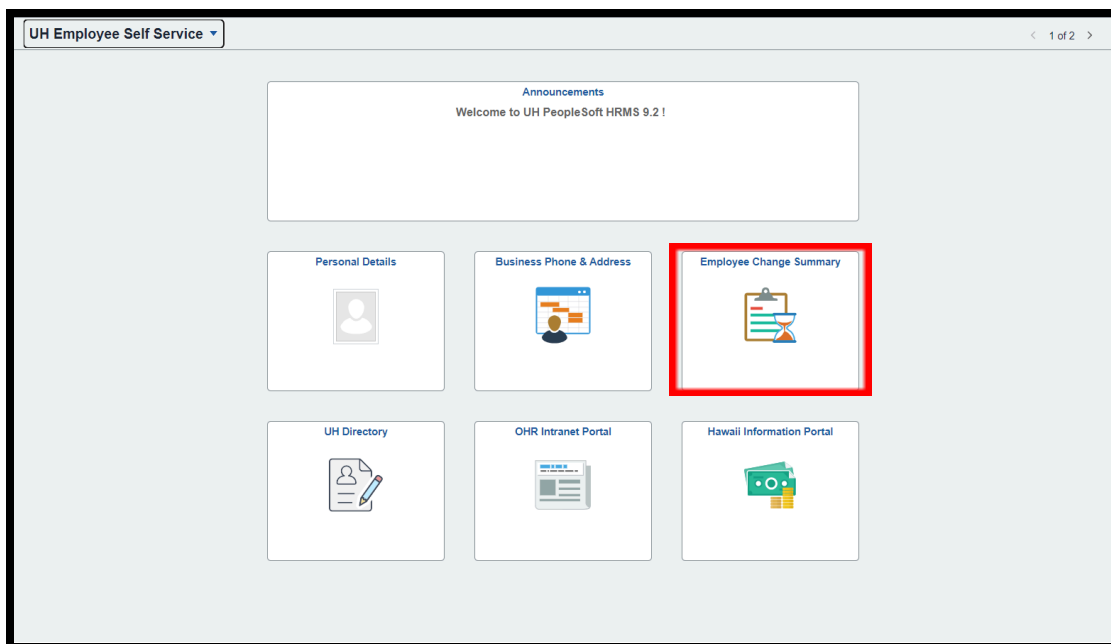 UH Employee Self Service
1 of 2
Announcements
Welcome to UH PeopleSoft HRMS 9.2 !
Personal Details
Business Phone & Address
Employee Change Summary
UH Directory
OHR Intranet Portal
Hawaii Information Portal